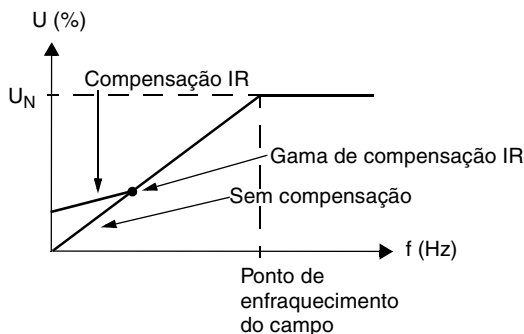 U (%)
Compensação IR
U_N
Gama de compensação IR
Sem compensação
f (Hz)
Ponto de
enfraquecimento
do campo